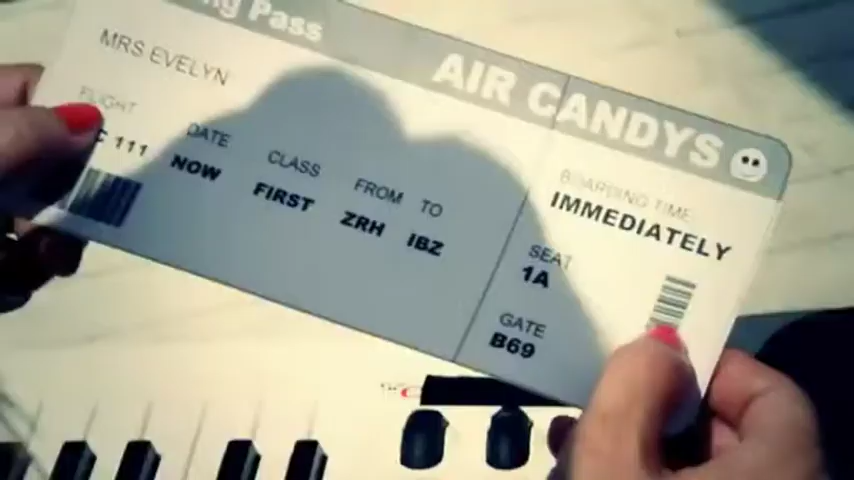 Pass
AIR CANDYS
MRS EVELYN
FLIGHT
111
DATE
NOW
CLASS
FIRST
FROM TO
ZRH IBZ
BOARDING TIME
IMMEDIATELY
SEAT
1A
GATE
B69